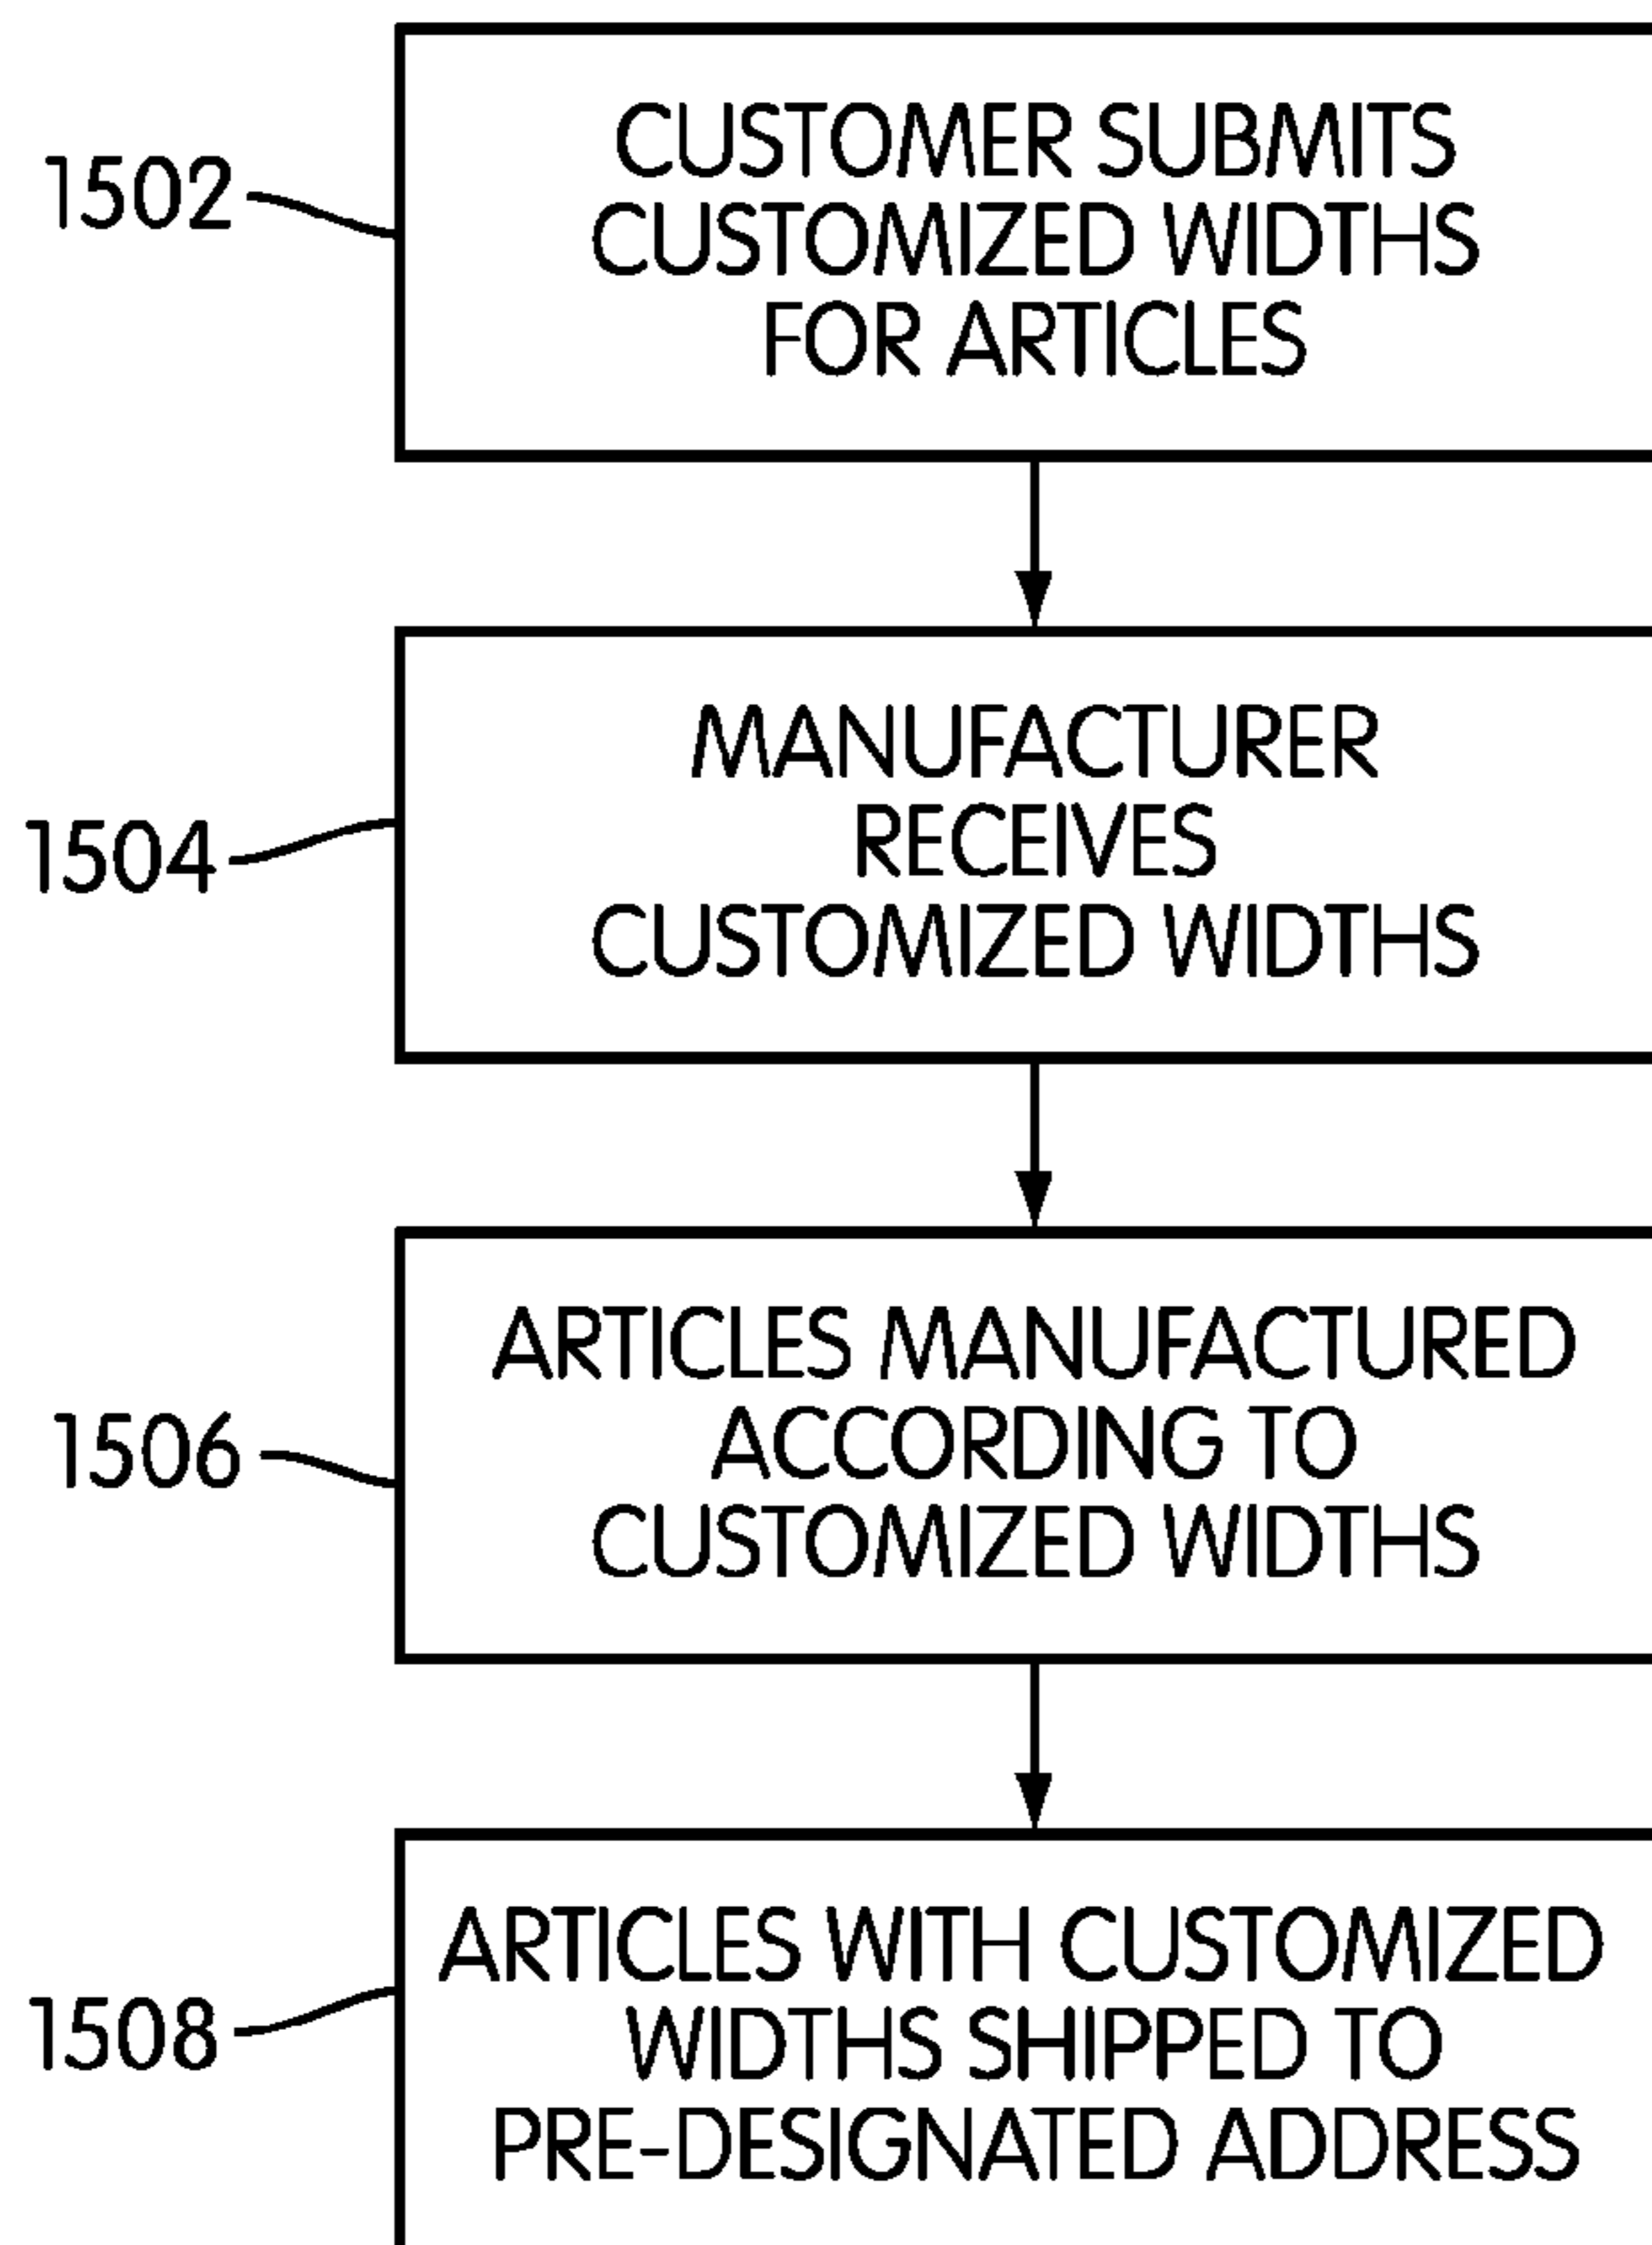 1502
CUSTOMER SUBMITS
CUSTOMIZED WIDTHS
FOR ARTICLES
1504
MANUFACTURER
RECEIVES
CUSTOMIZED WIDTHS
1506
ARTICLES MANUFACTURED
ACCORDING TO
CUSTOMIZED WIDTHS
1508
ARTICLES WITH CUSTOMIZED
WIDTHS SHIPPED TO
PRE-DESIGNATED ADDRESS